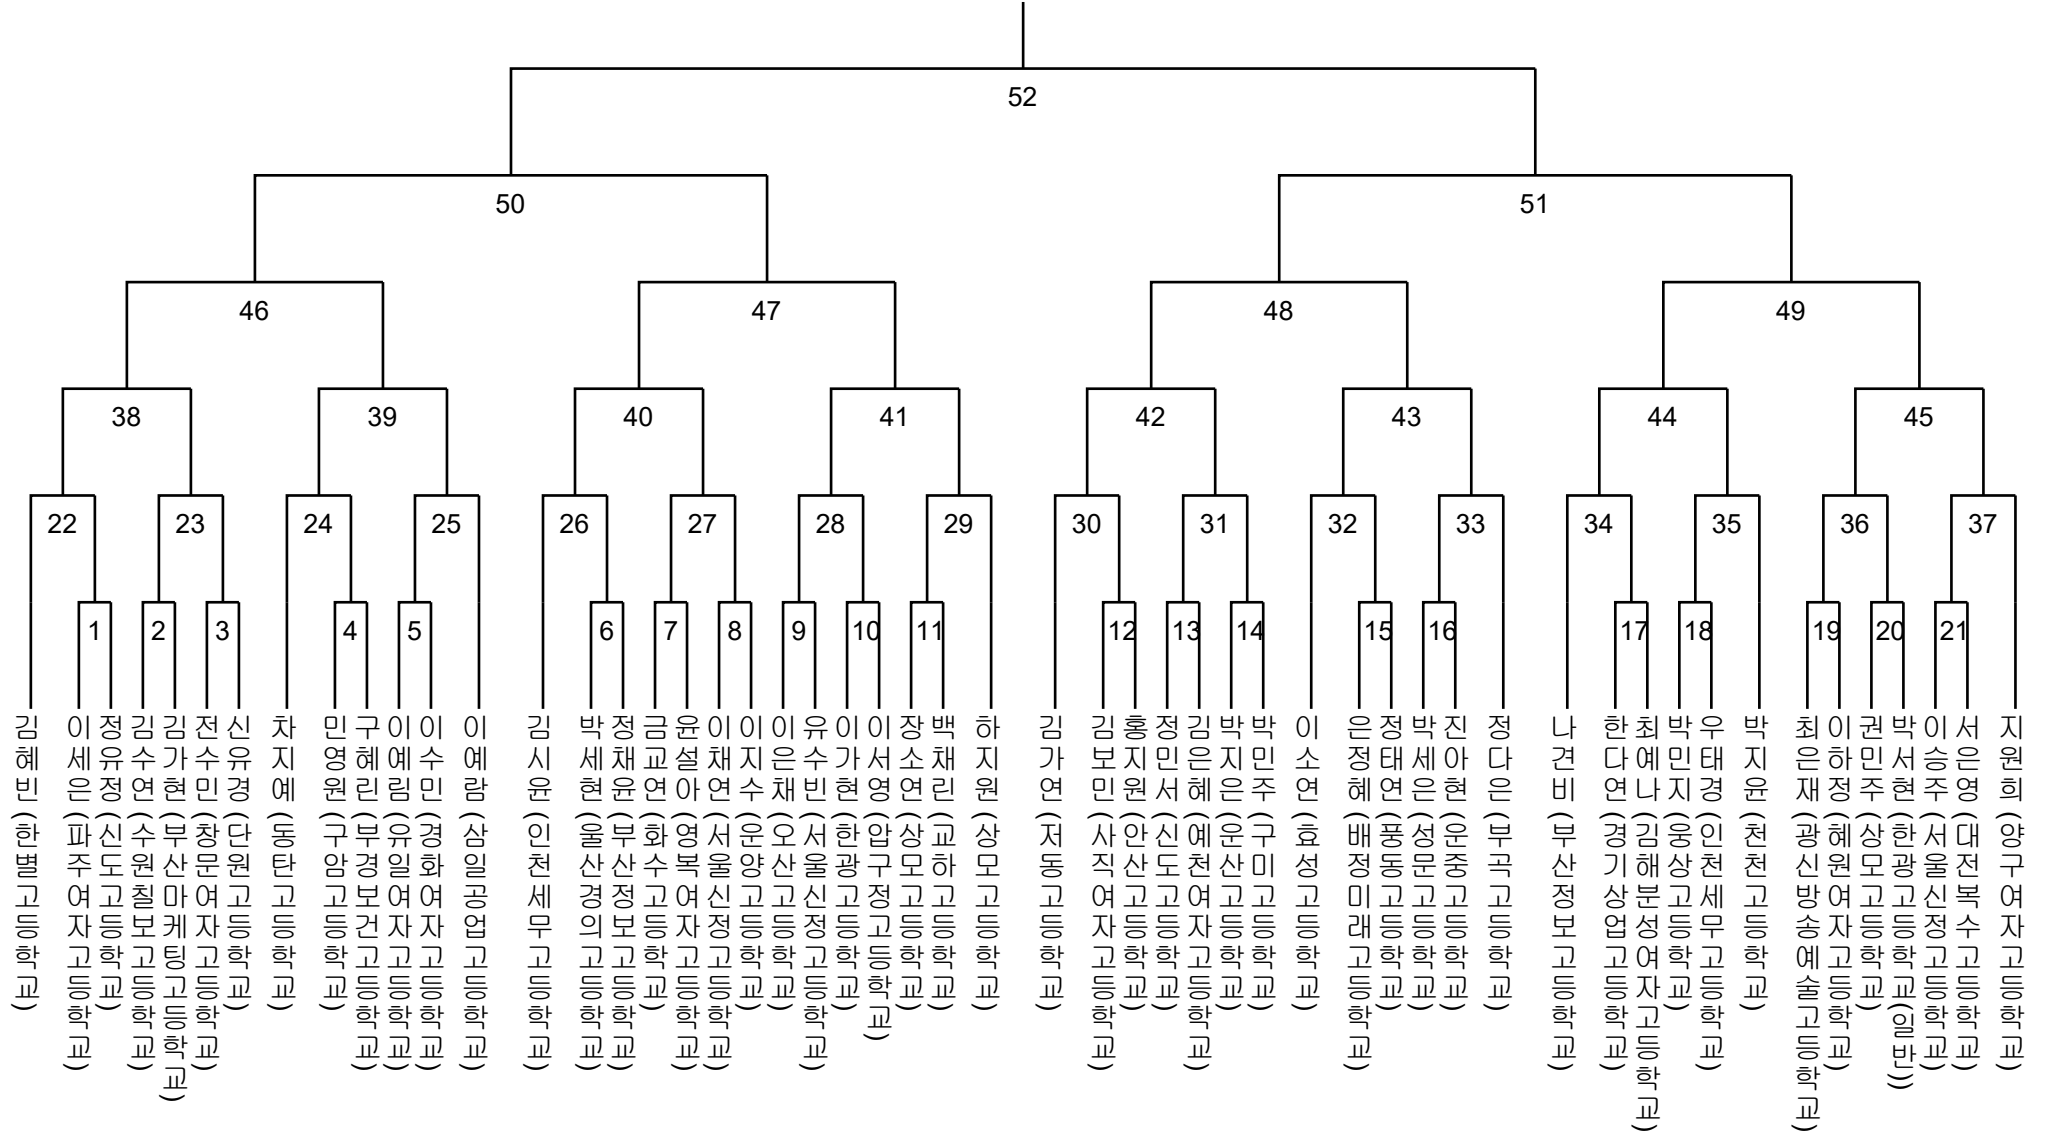 52
50
51
46
47
48
49
38
39
40
41
42
43
44
45
22
23
24
25
26
27
28
29
30
31
32
33
34
35
36
37
1
2
3
4
5
6
7
8
9
10
11
12
13
14
15
16
17
18
19
20
21
김혜빈(한별고등학교)
이세은(파주여자고등학교)
정유정(신도고등학교)
김수연(수원칠보고등학교)
김가현(부산마케팅고등학교)
전수민(창문여자고등학교)
신유경(단원고등학교)
차지예(동탄고등학교)
민영원(구암고등학교)
구혜린(부경보건고등학교)
이예림(유일여자고등학교)
이수민(경화여자고등학교)
이예람(삼일공업고등학교)
김시윤(인천세무고등학교)
박세현(울산경의고등학교)
정채윤(부산정보고등학교)
금교연(화수고등학교)
윤설아(영복여자고등학교)
이채연(서울신정고등학교)
이지수(운양고등학교)
이은채(오산고등학교)
유수빈(서울신정고등학교)
이가현(한광고등학교)
이서영(압구정고등학교)
장소연(상모고등학교)
백채린(교하고등학교)
하지원(상모고등학교)
김가연(저동고등학교)
김보민(사직여자고등학교)
홍지원(안산고등학교)
정민서(신도고등학교)
김은혜(예천여자고등학교)
박지은(운산고등학교)
박민주(구미고등학교)
이소연(효성고등학교)
은정혜(배정미래고등학교)
정태연(풍동고등학교)
박세은(성문고등학교)
진아현(운중고등학교)
정다은(부곡고등학교)
나견비(부산정보고등학교)
한다연(경기상업고등학교)
최예나(김해분성여자고등학교)
박민지(웅상고등학교)
우태경(인천세무고등학교)
박지윤(천천고등학교)
최은재(광신방송예술고등학교)
이하정(혜원여자고등학교)
권민주(상모고등학교)
박서현(한광고등학교(일반))
이승주(서울신정고등학교)
서은영(대전복수고등학교)
지원희(양구여자고등학교)